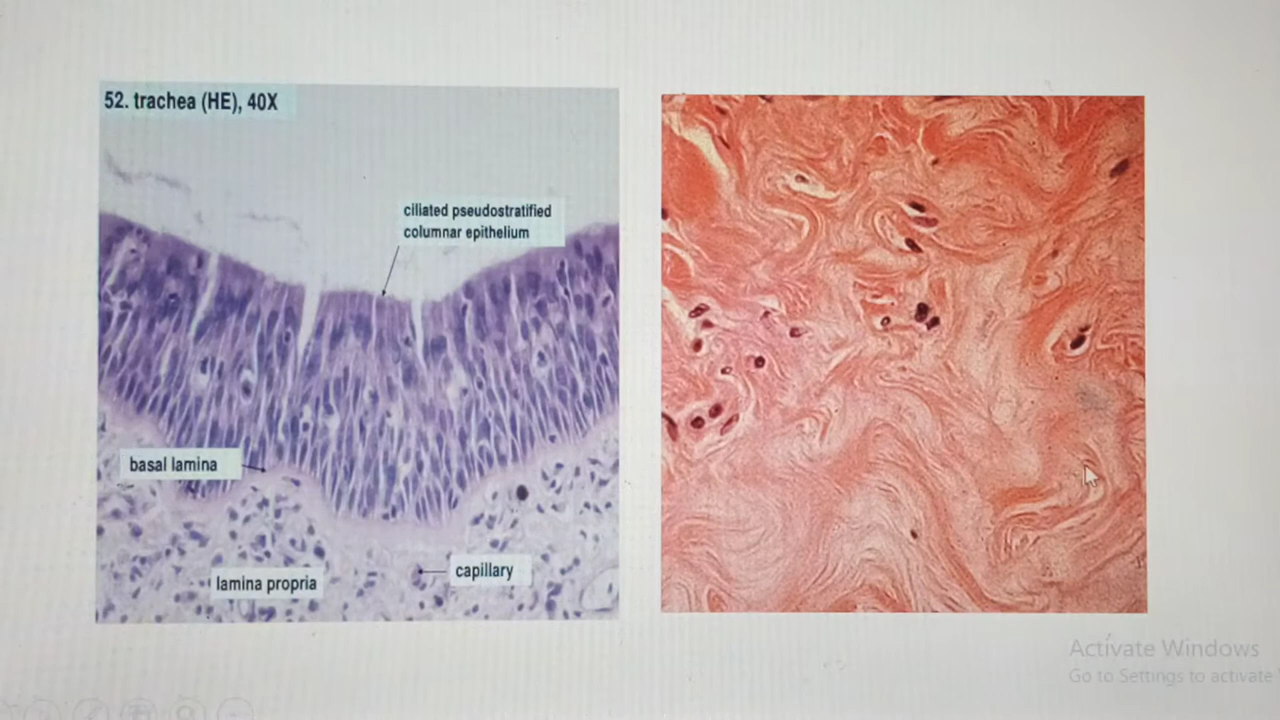 52. trachea (HE), 40X
ciliated pseudostratified
columnar epithelium
basal lamina
lamina propria
capillary
Activate Windows
Go to Settings to activate